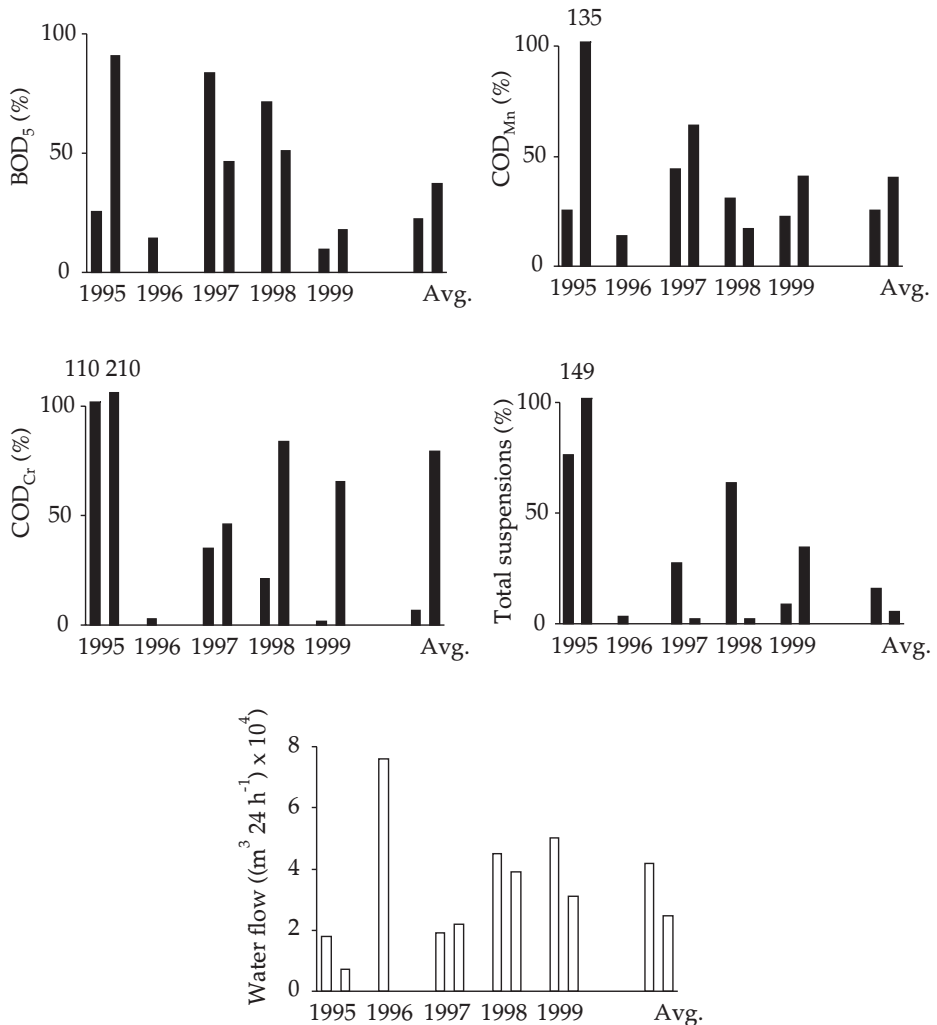 BOD5 (%)
100
50
0
1995 1996 1997 1998 1999 Avg.
135
CODMn (%)
100
50
0
1995 1996 1997 1998 1999 Avg.
110 210
CODCr (%)
100
50
0
1995 1996 1997 1998 1999 Avg.
149
Total suspensions (%)
100
50
0
1995 1996 1997 1998 1999 Avg.
Water flow ((m³ 24 h⁻¹) x 10⁴)
8
6
4
2
0
1995 1996 1997 1998 1999 Avg.